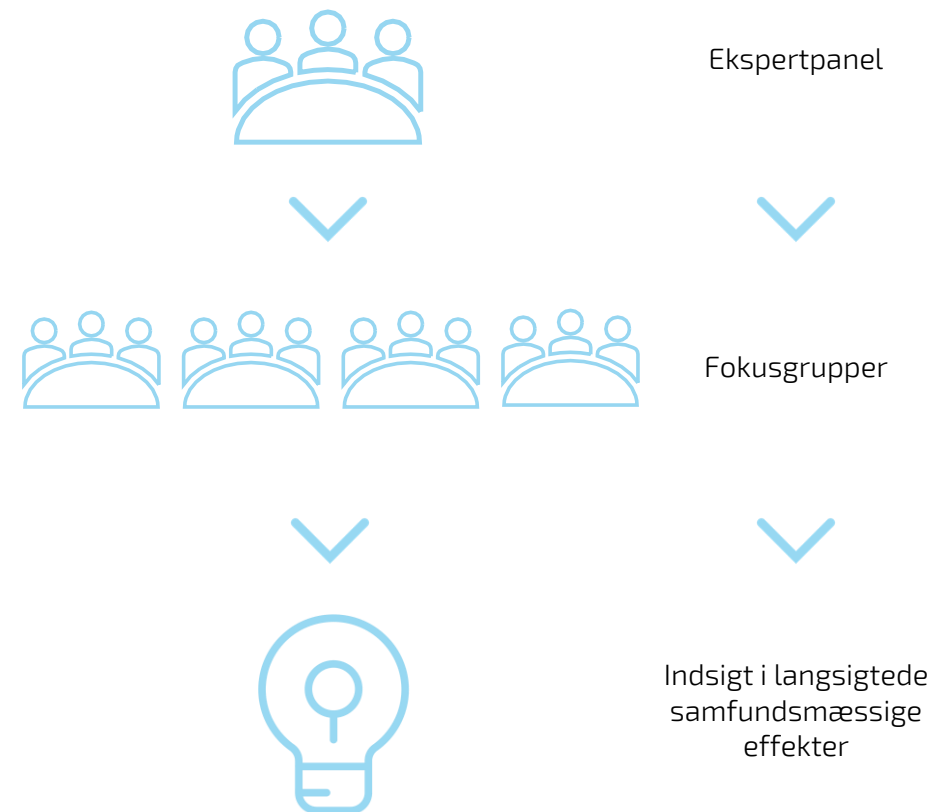 Ekspertpanel
Fokusgrupper
Indsigt i langsigtede
samfundsmæssige
effekter